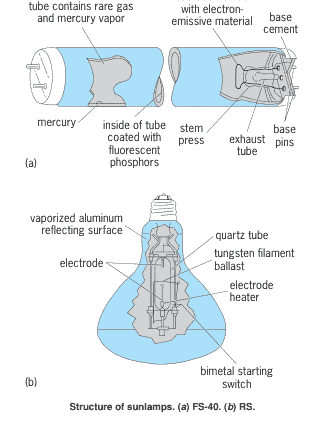 tube contains rare gas
and mercury vapor
with electron-
emissive material
base
cement
mercury
inside of tube
coated with
fluorescent
phosphors
stem
press
exhaust
tube
base
pins
(a)
vaporized aluminum
reflecting surface
quartz tube
tungsten filament
ballast
electrode
electrode
heater
bimetal starting
switch
(b)
Structure of sunlamps. (a) FS-40. (b) RS.